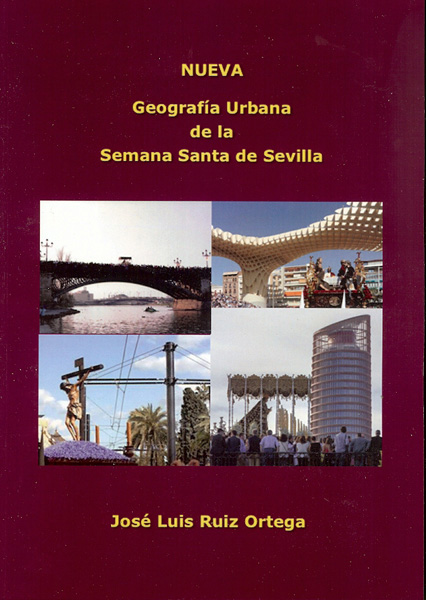 NUEVA
Geografía Urbana
de la
Semana Santa de Sevilla
José Luis Ruiz Ortega